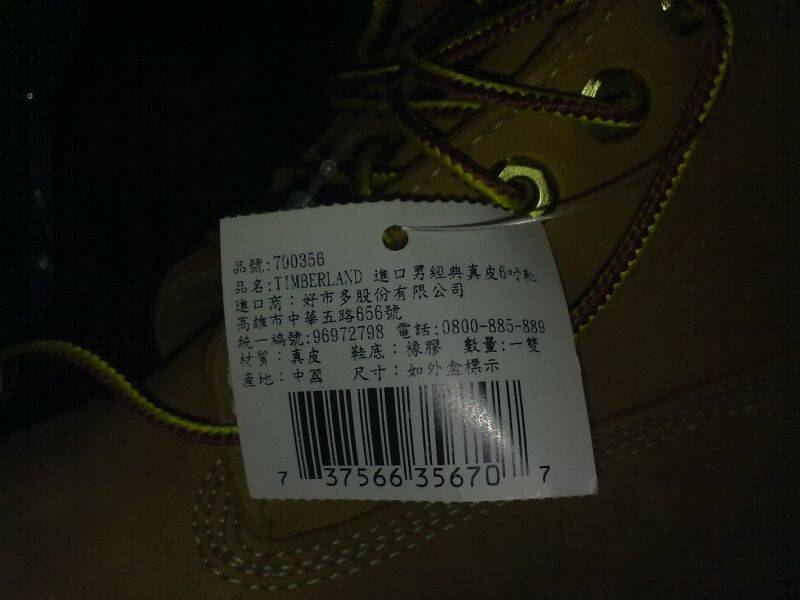 品號:700356
品名:TIMBERLAND 進口男經典真皮6吋靴
進口商:好市多股份有限公司
高雄市中華五路656號
統一編號:96972798 電話:0800-885-889
材質:真皮 鞋底:橡膠 數量:一雙
產地:中國 尺寸:如外盒標示
7 37566 35670 7